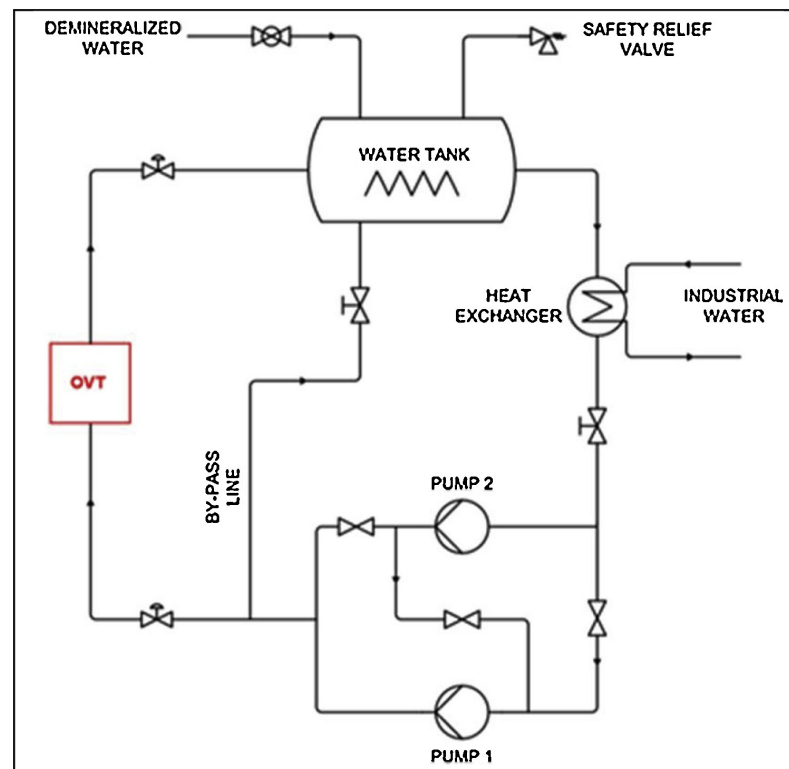 DEMINERALIZED
WATER
SAFETY RELIEF
VALVE
WATER TANK
HEAT
EXCHANGER
INDUSTRIAL
WATER
OVT
BY-PASS
LINE
PUMP 2
PUMP 1